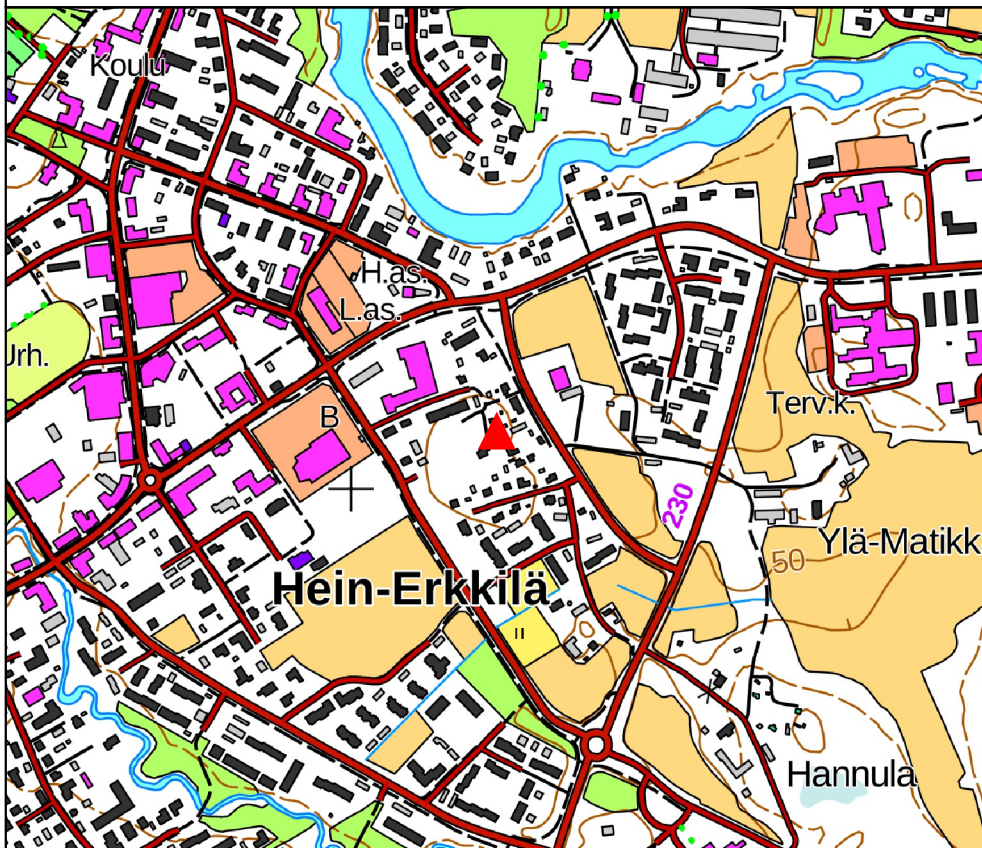 Koulu
H.as.
L.as.
Urh.
B
Terv.k.
230
Ylä-Matikk
50
Hein-Erkkilä
Hannula